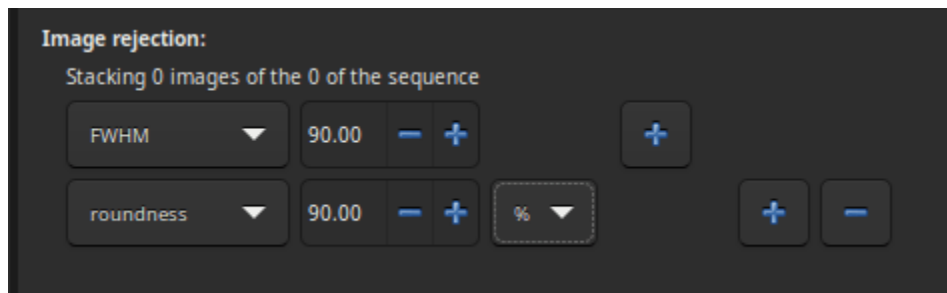 Image rejection:
Stacking 0 images of the 0 of the sequence
FWHM 90.00
roundness 90.00 %